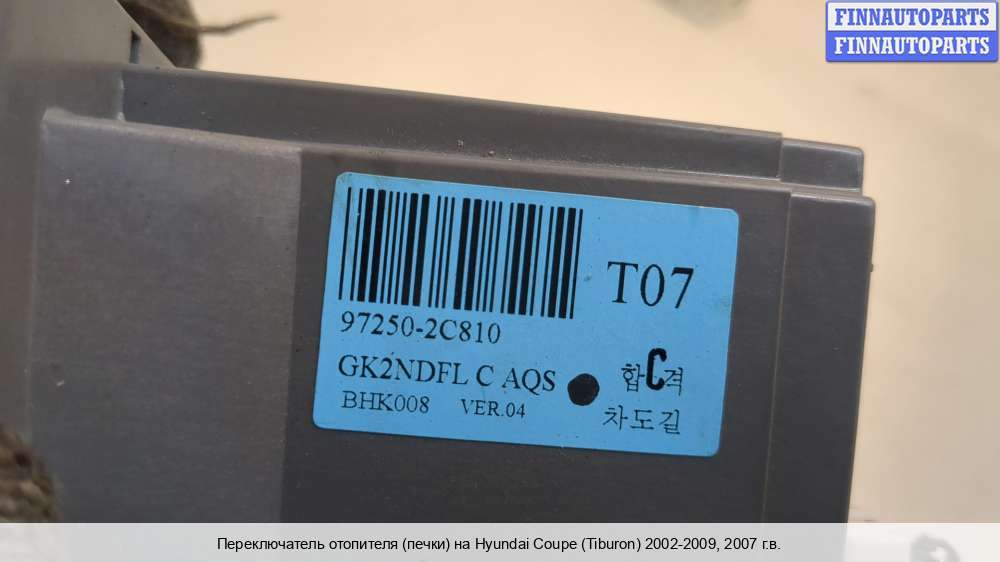 FINNAUTOPARTS
FINNAUTOPARTS
T07
97250-2C810
GK2NDFL C AQS
합격
C
BHK008 VER.04
차도길
Переключатель отопителя (печки) на Hyundai Coupe (Tiburon) 2002-2009, 2007 г.в.